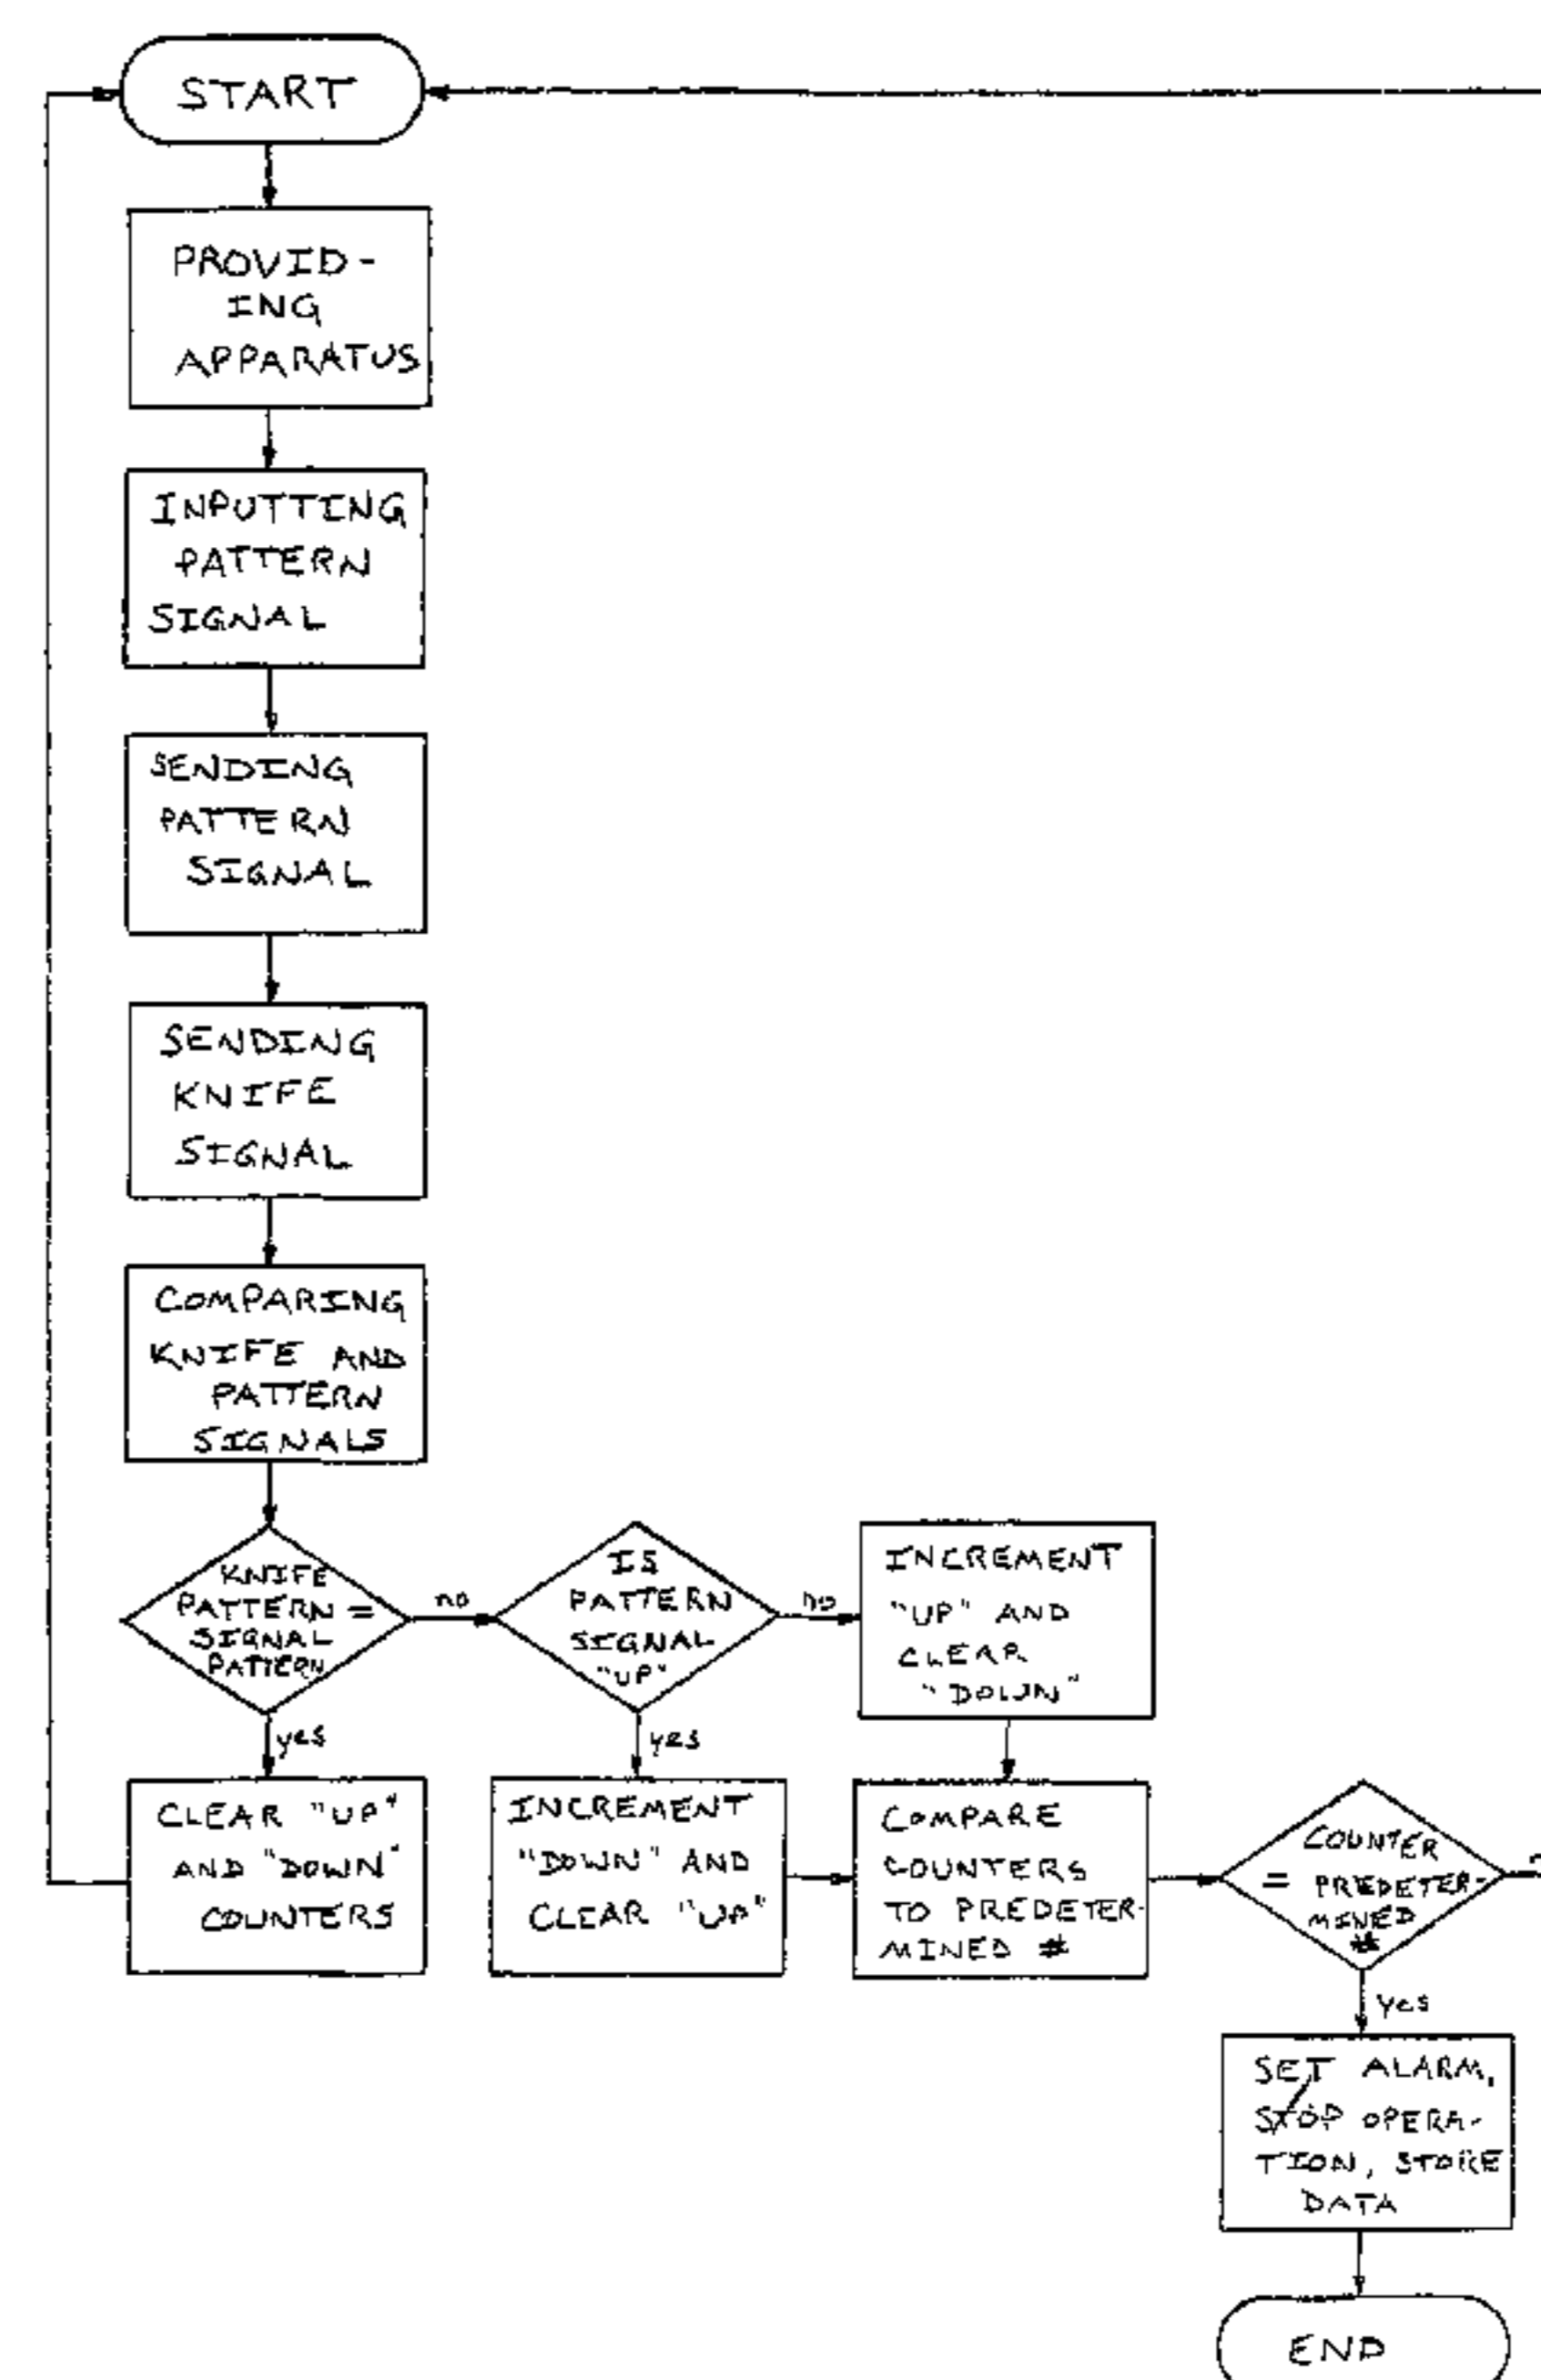 START
PROVID-
ING
APPARATUS
INPUTTING
PATTERN
SIGNAL
SENDING
PATTERN
SIGNAL
SENDING
KNIFE
SIGNAL
COMPARING
KNIFE AND
PATTERN
SIGNALS
KNIFE
PATTERN =
SIGNAL
PATTERN
no
IS
PATTERN
SIGNAL
"UP"
no
INCREMENT
"UP" AND
CLEAR
"DOWN"
yes
yes
CLEAR "UP"
AND "DOWN"
COUNTERS
INCREMENT
"DOWN" AND
CLEAR "UP"
COMPARE
COUNTERS
TO PREDETER-
MINED #
COUNTER
= PREDETER-
MINED
#
yes
SET ALARM,
STOP OPERA-
TION, STORE
DATA
END